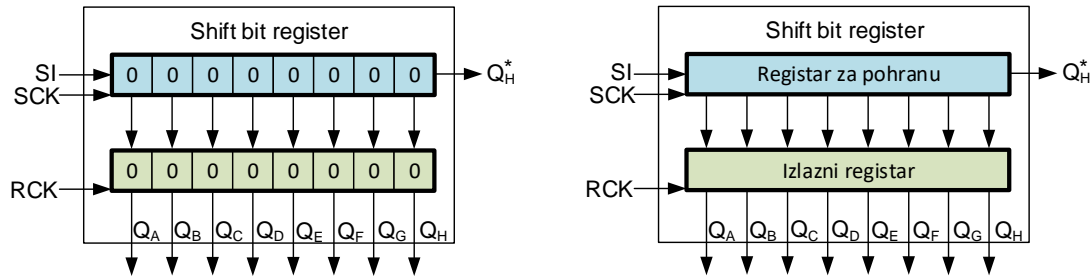 Shift bit register
SI
0 0 0 0 0 0 0 0
Q*H
SCK
0 0 0 0 0 0 0 0
RCK
QA QB QC QD QE QF QG QH
Shift bit register
SI
Registar za pohranu
Q*H
SCK
Izlazni registar
RCK
QA QB QC QD QE QF QG QH